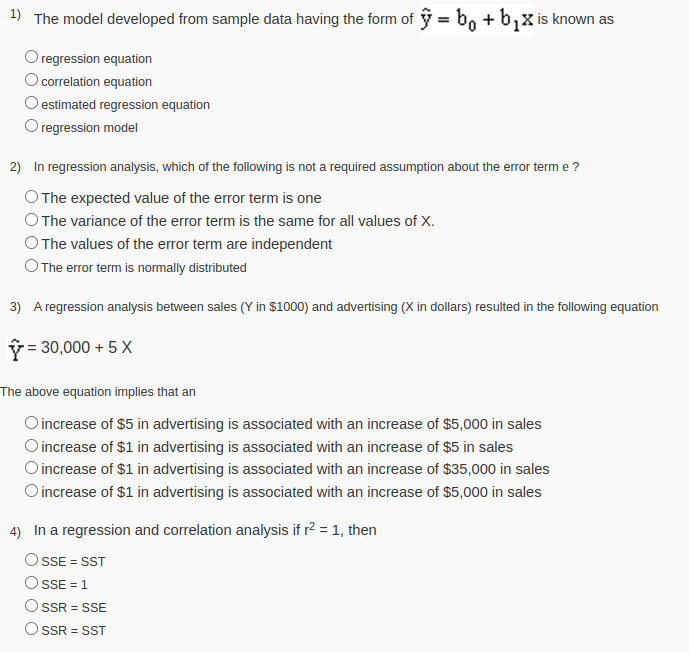 1) The model developed from sample data having the form of ŷ = b₀ + b₁x is known as
regression equation
correlation equation
estimated regression equation
regression model
2) In regression analysis, which of the following is not a required assumption about the error term e ?
The expected value of the error term is one
The variance of the error term is the same for all values of X.
The values of the error term are independent
The error term is normally distributed
3) A regression analysis between sales (Y in $1000) and advertising (X in dollars) resulted in the following equation
Ŷ = 30,000 + 5 X
The above equation implies that an
increase of $5 in advertising is associated with an increase of $5,000 in sales
increase of $1 in advertising is associated with an increase of $5 in sales
increase of $1 in advertising is associated with an increase of $35,000 in sales
increase of $1 in advertising is associated with an increase of $5,000 in sales
4) In a regression and correlation analysis if r² = 1, then
SSE = SST
SSE = 1
SSR = SSE
SSR = SST